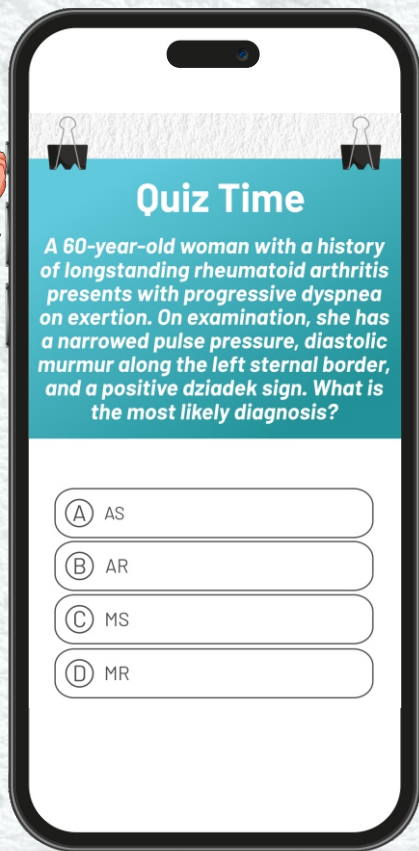 Quiz Time
A 60-year-old woman with a history
of longstanding rheumatoid arthritis
presents with progressive dyspnea
on exertion. On examination, she has
a narrowed pulse pressure, diastolic
murmur along the left sternal border,
and a positive dziadek sign. What is
the most likely diagnosis?
A AS
B AR
C MS
D MR